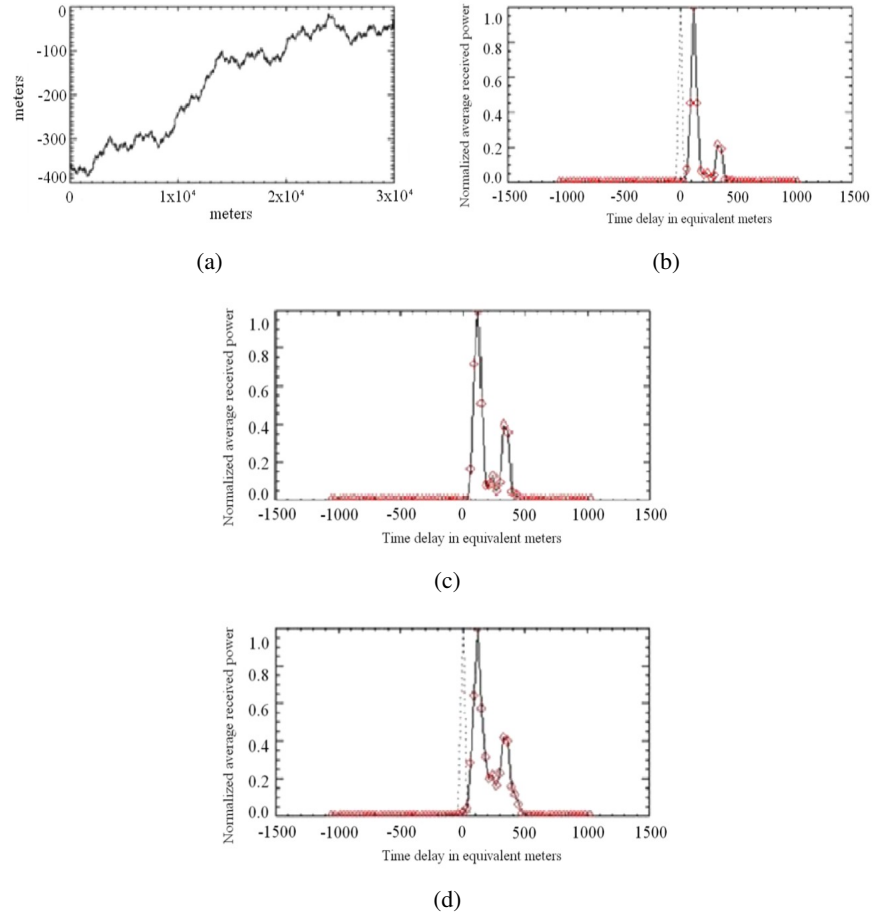 0
-100
meters
-300
-400
0
1x10⁴
2x10⁴
3x10⁴
meters
(a)
Normalized average received power
1.0
0.8
0.6
0.4
0.2
0.0
-1500
-1000
-500
0
500
1000
1500
Time delay in equivalent meters
(b)
Normalized average received power
1.0
0.8
0.6
0.4
0.2
0.0
-1500
-1000
-500
0
500
1000
1500
Time delay in equivalent meters
(c)
Normalized average received power
1.0
0.8
0.6
0.4
0.2
0.0
-1500
-1000
-500
0
500
1000
1500
Time delay in equivalent meters
(d)